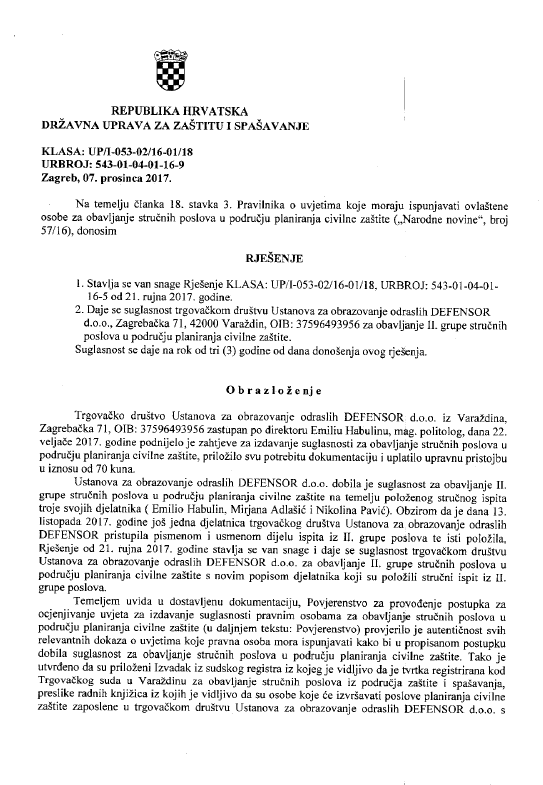 REPUBLIKA HRVATSKA
DRŽAVNA UPRAVA ZA ZAŠTITU I SPAŠAVANJE
KLASA: UP/I-053-02/16-01/18
URBROJ: 543-01-04-01-16-9
Zagreb, 07. prosinca 2017.
Na temelju članka 18. stavka 3. Pravilnika o uvjetima koje moraju ispunjavati ovlaštene
osobe za obavljanje stručnih poslova u području planiranja civilne zaštite („Narodne novine“, broj
57/16), donosim
RJEŠENJE
1. Stavlja se van snage Rješenje KLASA: UP/I-053-02/16-01/18, URBROJ: 543-01-04-01-
16-5 od 21. rujna 2017. godine.
2. Daje se suglasnost trgovačkom društvu Ustanova za obrazovanje odraslih DEFENSOR
d.o.o., Zagrebačka 71, 42000 Varaždin, OIB: 37596493956 za obavljanje II. grupe stručnih
poslova u području planiranja civilne zaštite.
Suglasnost se daje na rok od tri (3) godine od dana donošenja ovog rješenja.
O b r a z l o ž e n j e
Trgovačko društvo Ustanova za obrazovanje odraslih DEFENSOR d.o.o. iz Varaždina,
Zagrebačka 71, OIB: 37596493956 zastupan po direktoru Emiliu Habulinu, mag. politolog, dana 22.
veljače 2017. godine podnijelo je zahtjeve za izdavanje suglasnosti za obavljanje stručnih poslova u
području planiranja civilne zaštite, priložilo svu potrebitu dokumentaciju i uplatilo upravnu pristojbu
u iznosu od 70 kuna.
Ustanova za obrazovanje odraslih DEFENSOR d.o.o. dobila je suglasnost za obavljanje II.
grupe stručnih poslova u području planiranja civilne zaštite na temelju položenog stručnog ispita
troje svojih djelatnika ( Emilio Habulin, Mirjana Adlašić i Nikolina Pavić). Obzirom da je dana 13.
listopada 2017. godine još jedna djelatnica trgovačkog društva Ustanova za obrazovanje odraslih
DEFENSOR pristupila pismenom i usmenom dijelu ispita iz II. grupe poslova te isti položila,
Rješenje od 21. rujna 2017. godine stavlja se van snage i daje se suglasnost trgovačkom društvu
Ustanova za obrazovanje odraslih DEFENSOR d.o.o. za obavljanje II. grupe stručnih poslova u
području planiranja civilne zaštite s novim popisom djelatnika koji su položili stručni ispit iz II.
grupe poslova.
Temeljem uvida u dostavljenu dokumentaciju, Povjerenstvo za provođenje postupka za
ocjenjivanje uvjeta za izdavanje suglasnosti pravnim osobama za obavljanje stručnih poslova u
području planiranja civilne zaštite (u daljnjem tekstu: Povjerenstvo) provjerilo je autentičnost svih
relevantnih dokaza o uvjetima koje pravna osoba mora ispunjavati kako bi u propisanom postupku
dobila suglasnost za obavljanje stručnih poslova u području planiranja civilne zaštite. Tako je
utvrđeno da su priloženi Izvadak iz sudskog registra iz kojeg je vidljivo da je tvrtka registrirana kod
Trgovačkog suda u Varaždinu za obavljanje stručnih poslova iz područja zaštite i spašavanja,
preslike radnih knjižica iz kojih je vidljivo da su osobe koje će izvršavati poslove planiranja civilne
zaštite zaposlene u trgovačkom društvu Ustanova za obrazovanje odraslih DEFENSOR d.o.o. s